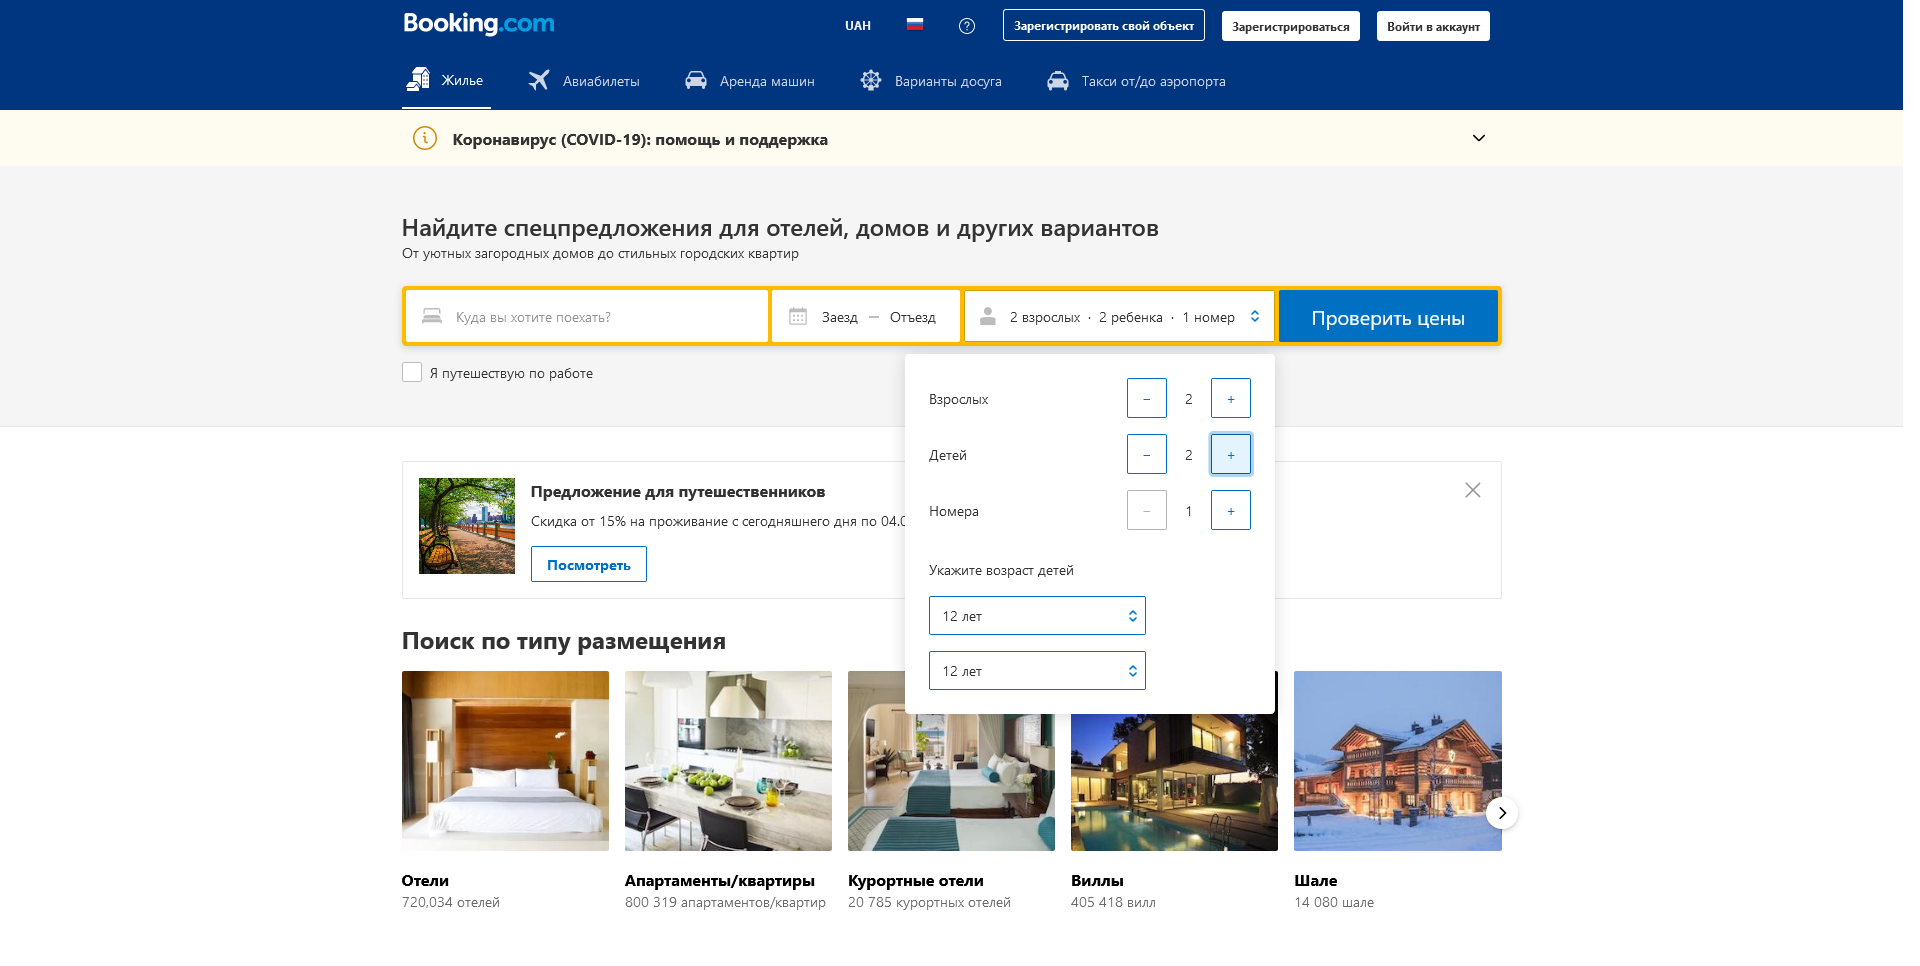 Booking.com
UAH
Зарегистрировать свой объект
Зарегистрироваться
Войти в аккаунт
Жилье
Авиабилеты
Аренда машин
Варианты досуга
Такси от/до аэропорта
Коронавирус (COVID-19): помощь и поддержка
Найдите спецпредложения для отелей, домов и других вариантов
От уютных загородных домов до стильных городских квартир
Куда вы хотите поехать?
Заезд — Отъезд
2 взрослых · 2 ребенка · 1 номер
Проверить цены
Я путешествую по работе
Взрослых − 2 +
Детей − 2 +
Номера − 1 +
Укажите возраст детей
12 лет
12 лет
Предложение для путешественников
Скидка от 15% на проживание с сегодняшнего дня по 04.0
Посмотреть
Поиск по типу размещения
Отели
720,034 отелей
Апартаменты/квартиры
800 319 апартаментов/квартир
Курортные отели
20 785 курортных отелей
Виллы
405 418 вилл
Шале
14 080 шале